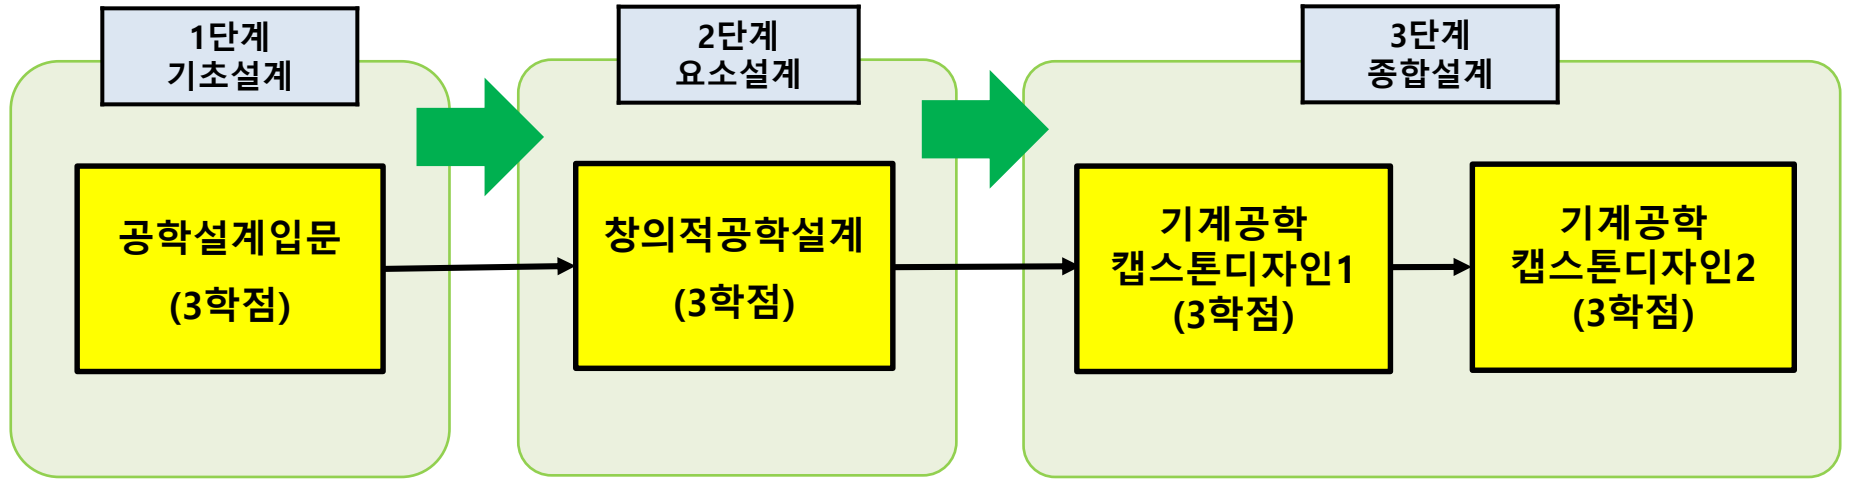 1단계
기초설계
2단계
요소설계
3단계
종합설계
공학설계입문
(3학점)
창의적공학설계
(3학점)
기계공학
캡스톤디자인1
(3학점)
기계공학
캡스톤디자인2
(3학점)